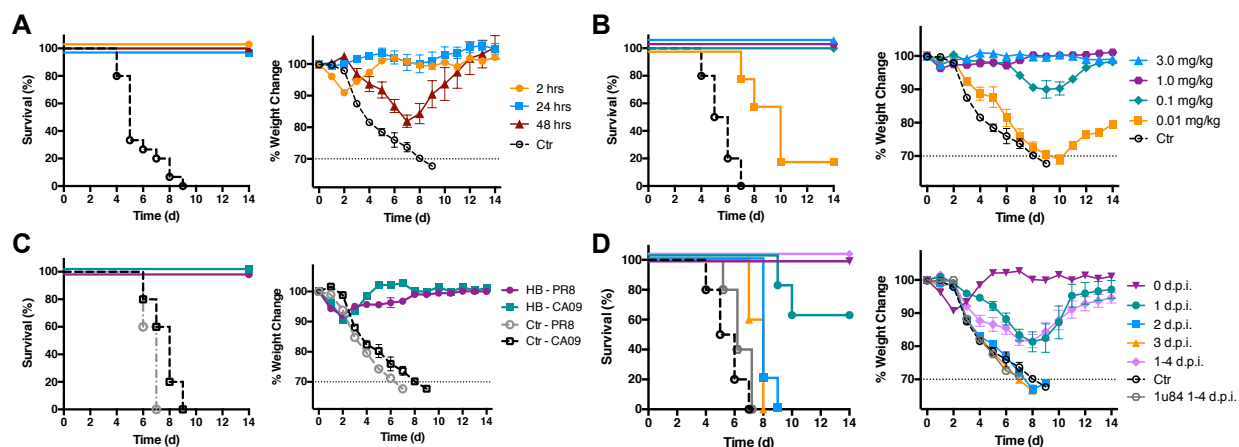 A
Survival (%)
100
80
60
40
20
0
0 2 4 6 8 10 12 14
Time (d)
% Weight Change
100
90
80
70
0 2 4 6 8 10 12 14
Time (d)
2 hrs
24 hrs
48 hrs
Ctr
B
Survival (%)
100
80
60
40
20
0
0 2 4 6 8 10 12 14
Time (d)
% Weight Change
100
90
80
70
0 2 4 6 8 10 12 14
Time (d)
3.0 mg/kg
1.0 mg/kg
0.1 mg/kg
0.01 mg/kg
Ctr
C
Survival (%)
100
80
60
40
20
0
0 2 4 6 8 10 12 14
Time (d)
% Weight Change
100
90
80
70
0 2 4 6 8 10 12 14
Time (d)
HB - PR8
HB - CA09
Ctr - PR8
Ctr - CA09
D
Survival (%)
100
80
60
40
20
0
0 2 4 6 8 10 12 14
Time (d)
% Weight Change
100
90
80
70
0 2 4 6 8 10 12 14
Time (d)
0 d.p.i.
1 d.p.i.
2 d.p.i.
3 d.p.i.
1-4 d.p.i.
Ctr
1u84 1-4 d.p.i.